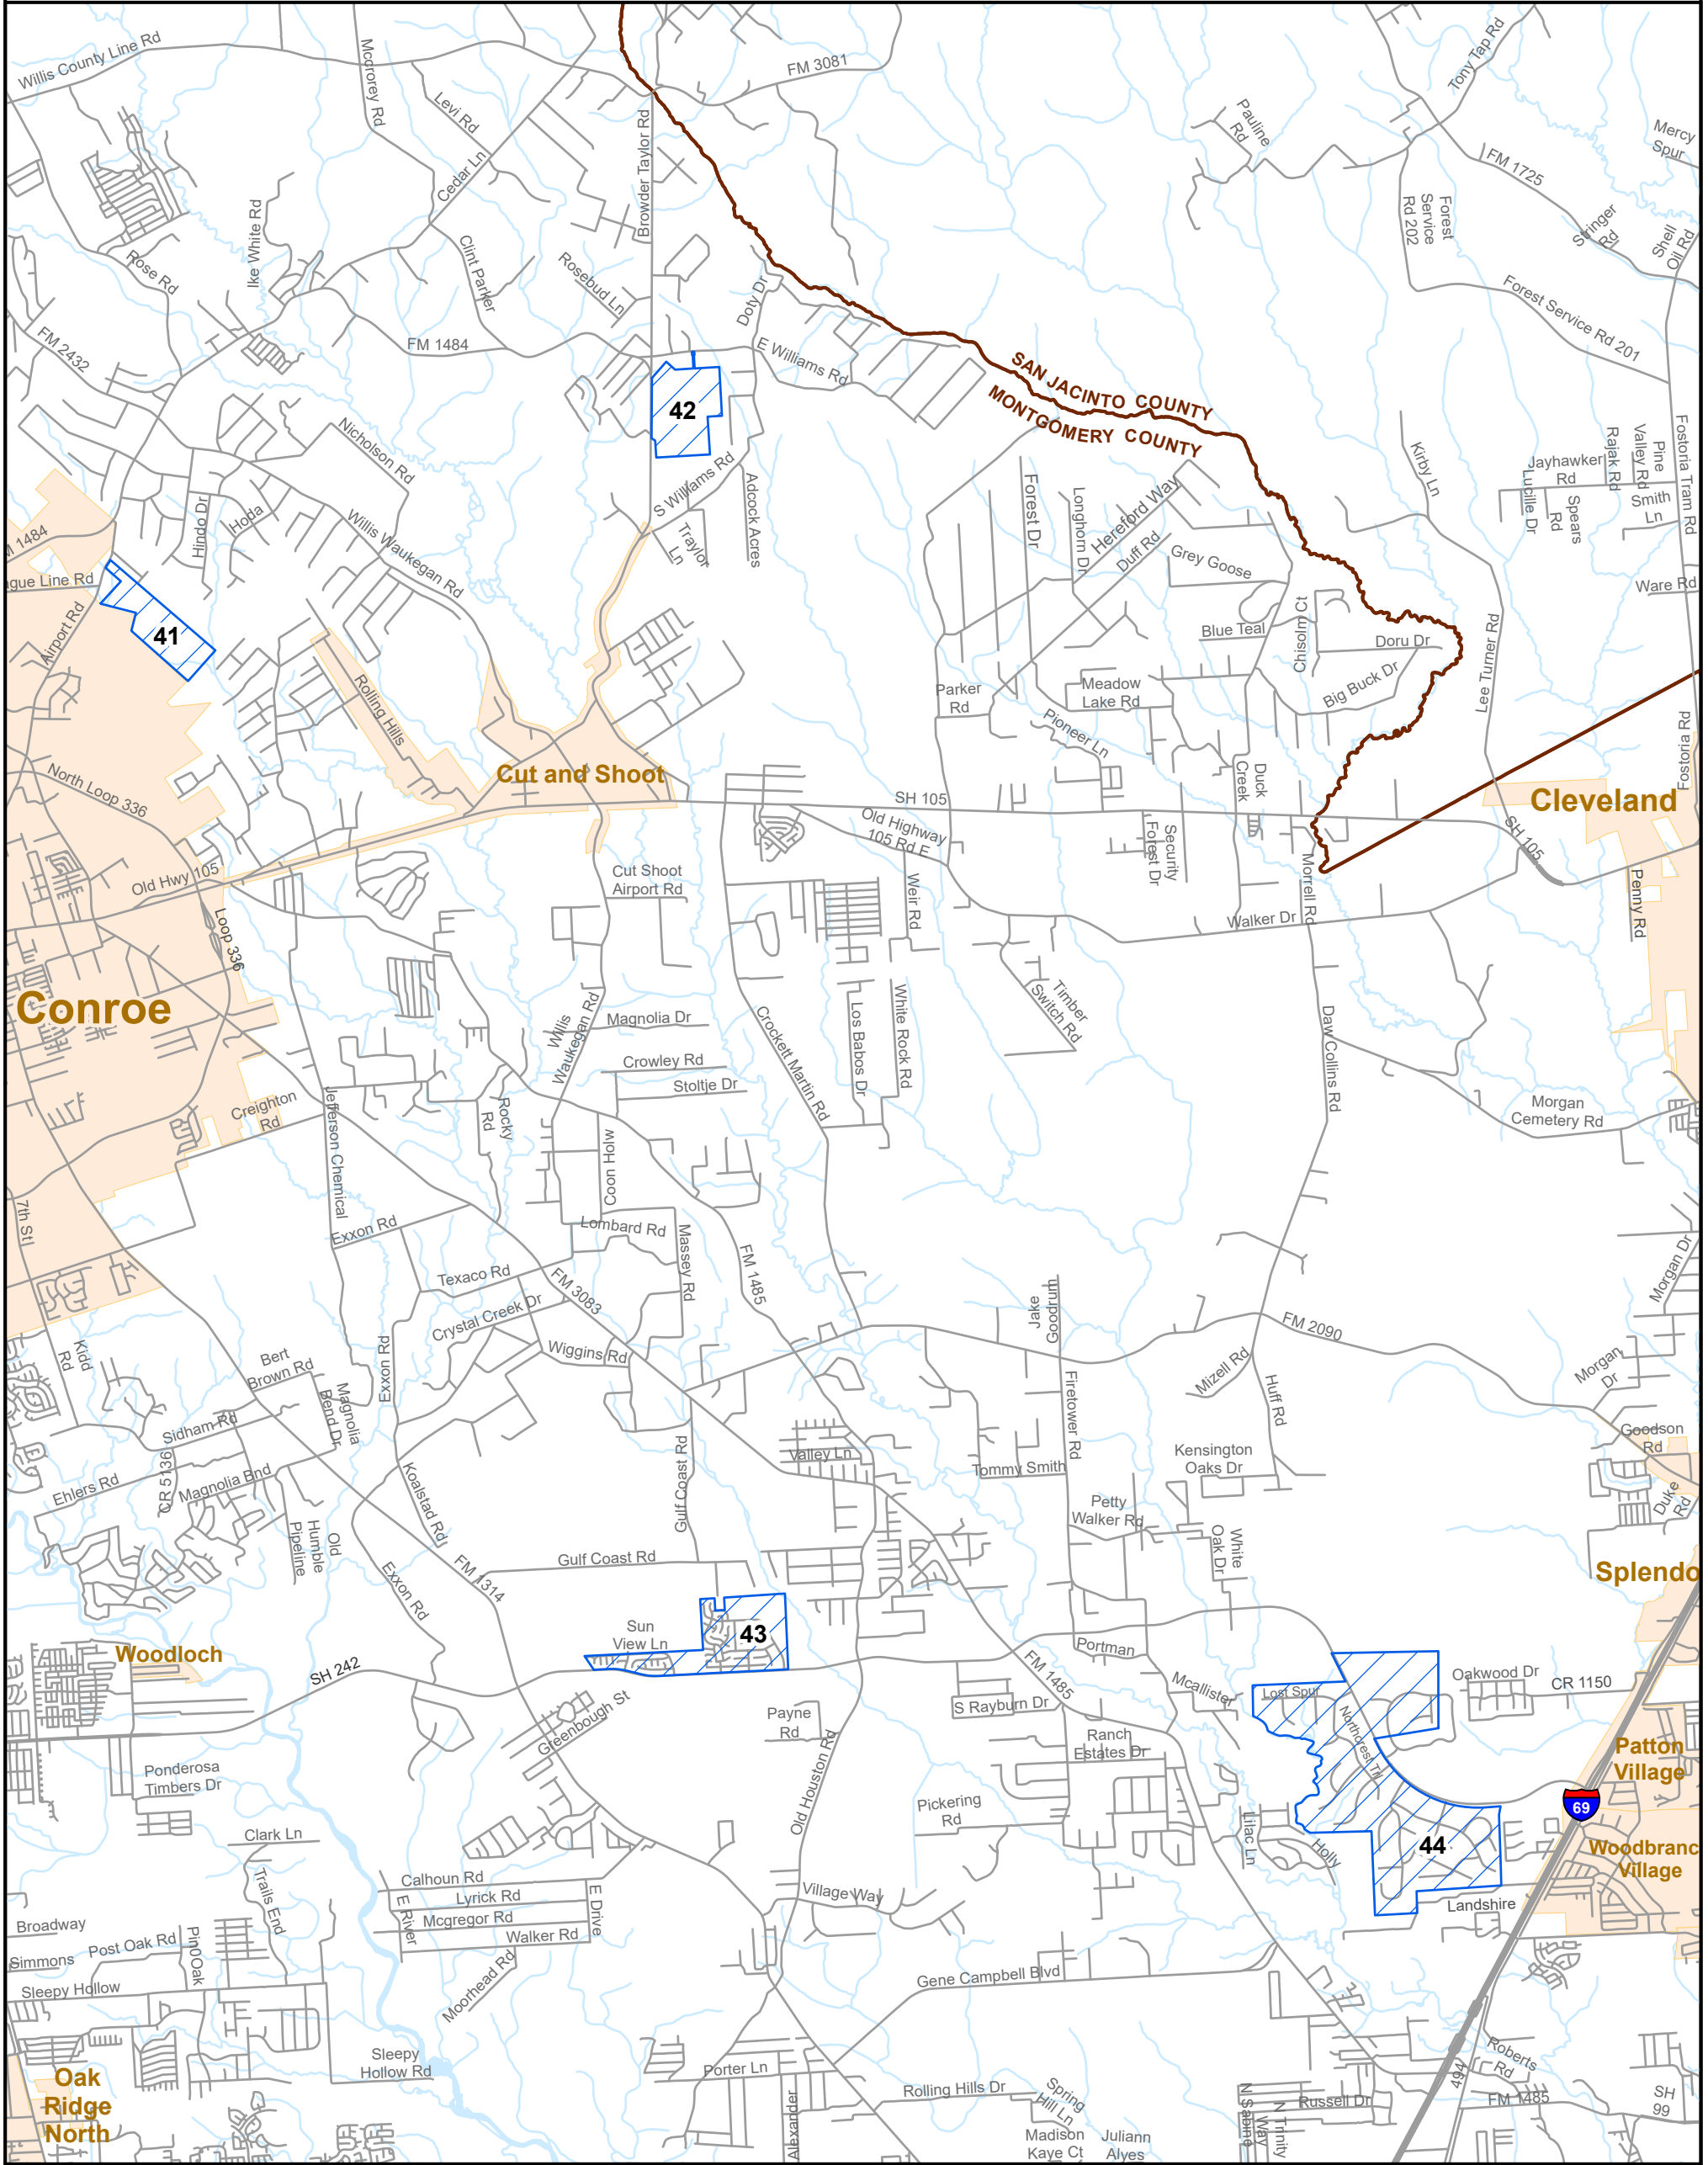 Willis County Line Rd
Mccrorey Rd
Levi Rd
Cedar Ln
FM 3081
Browder Taylor Rd
Tony Tap Rd
Pauline
Rd
Mercy
Spur
FM 1725
Forest
Service
Rd 202
Stringer
Rd
Shell
Oil Rd
Ike White Rd
Rose Rd
Clint Parker
Rosebud Ln
Doty Dr
Forest Service Rd 201
FM 2432
FM 1484
E Williams Rd
SAN JACINTO COUNTY
MONTGOMERY COUNTY
42
Nicholson Rd
S Williams Rd
Adcock Acres
Traylor
Ln
Forest Dr
Longhorn Dr
Hereford Way
Duff Rd
Grey Goose
Kirby Ln
Jayhawker
Rd
Rajak Rd
Pine
Valley Rd
Fostoria Tram Rd
Lucille Dr
Spears
Rd
Smith
Ln
Ware Rd
Hindo Dr
Hoda
Willis Waukegan Rd
M 1484
ague Line Rd
Airport Rd
41
Blue Teal
Chisolm Ct
Doru Dr
Big Buck Dr
Lee Turner Rd
Rolling Hills
Parker
Rd
Meadow
Lake Rd
Pioneer Ln
Fostoria Rd
North Loop 336
Cut and Shoot
SH 105
Duck
Creek
Cleveland
Old Highway
105 Rd E
SH 105
Old Hwy 105
Cut Shoot
Airport Rd
Weir Rd
Security
Forest Dr
Morrell Rd
Penny Rd
Walker Dr
Loop 336
Conroe
Willis
Waukegan Rd
Magnolia Dr
Crowley Rd
Stoltje Dr
Crockett Martin Rd
Los Babos Dr
White Rock Rd
Timber
Switch Rd
Daw Collins Rd
Morgan
Cemetery Rd
Creighton
Rd
Jefferson Chemical
Rocky
Rd
Coon Holw
7th St
Exxon Rd
Lombard Rd
Massey Rd
FM 1485
Morgan Dr
Texaco Rd
FM 3083
Crystal Creek Dr
Jake
Goodrum
FM 2090
Kidd
Rd
Bert
Brown Rd
Exxon Rd
Wiggins Rd
Mizell Rd
Morgan
Dr
Magnolia
Bend Dr
Firetower Rd
Huff Rd
Sidham Rd
Goodson
Rd
CR 5136
Ehlers Rd
Magnolia Bnd
Koalstad Rd
Gulf Coast Rd
Valley Ln
Tommy Smith
Kensington
Oaks Dr
Duke
Rd
Petty
Walker Rd
Old
Humble
Pipeline
White
Oak Dr
Exxon Rd
FM 1314
Gulf Coast Rd
Splendo
Sun
View Ln
43
Woodloch
SH 242
Portman
FM 1485
Mcallister
Lost Spur
Oakwood Dr
CR 1150
Northcrest Trl
Greenbough St
Payne
Rd
S Rayburn Dr
Ranch
Estates Dr
Patton
Village
Ponderosa
Timbers Dr
Old Houston Rd
Pickering
Rd
69
Clark Ln
Lilac Ln
Holly
44
Woodbranc
Village
Trails End
Calhoun Rd
Lyrick Rd
E River
Mcgregor Rd
Walker Rd
E Drive
Village Way
Landshire
Broadway
Simmons
Post Oak Rd
Pin Oak
Sleepy Hollow
Moorhead Rd
Gene Campbell Blvd
Oak
Ridge
North
Sleepy
Hollow Rd
Porter Ln
Rolling Hills Dr
Alexander
Spring
Hill Ln
Madison
Kaye Ct
Juliann
Alyes
N Sabine
N Trinity
Way
Russell Dr
494
Roberts
Rd
FM 1485
SH
99